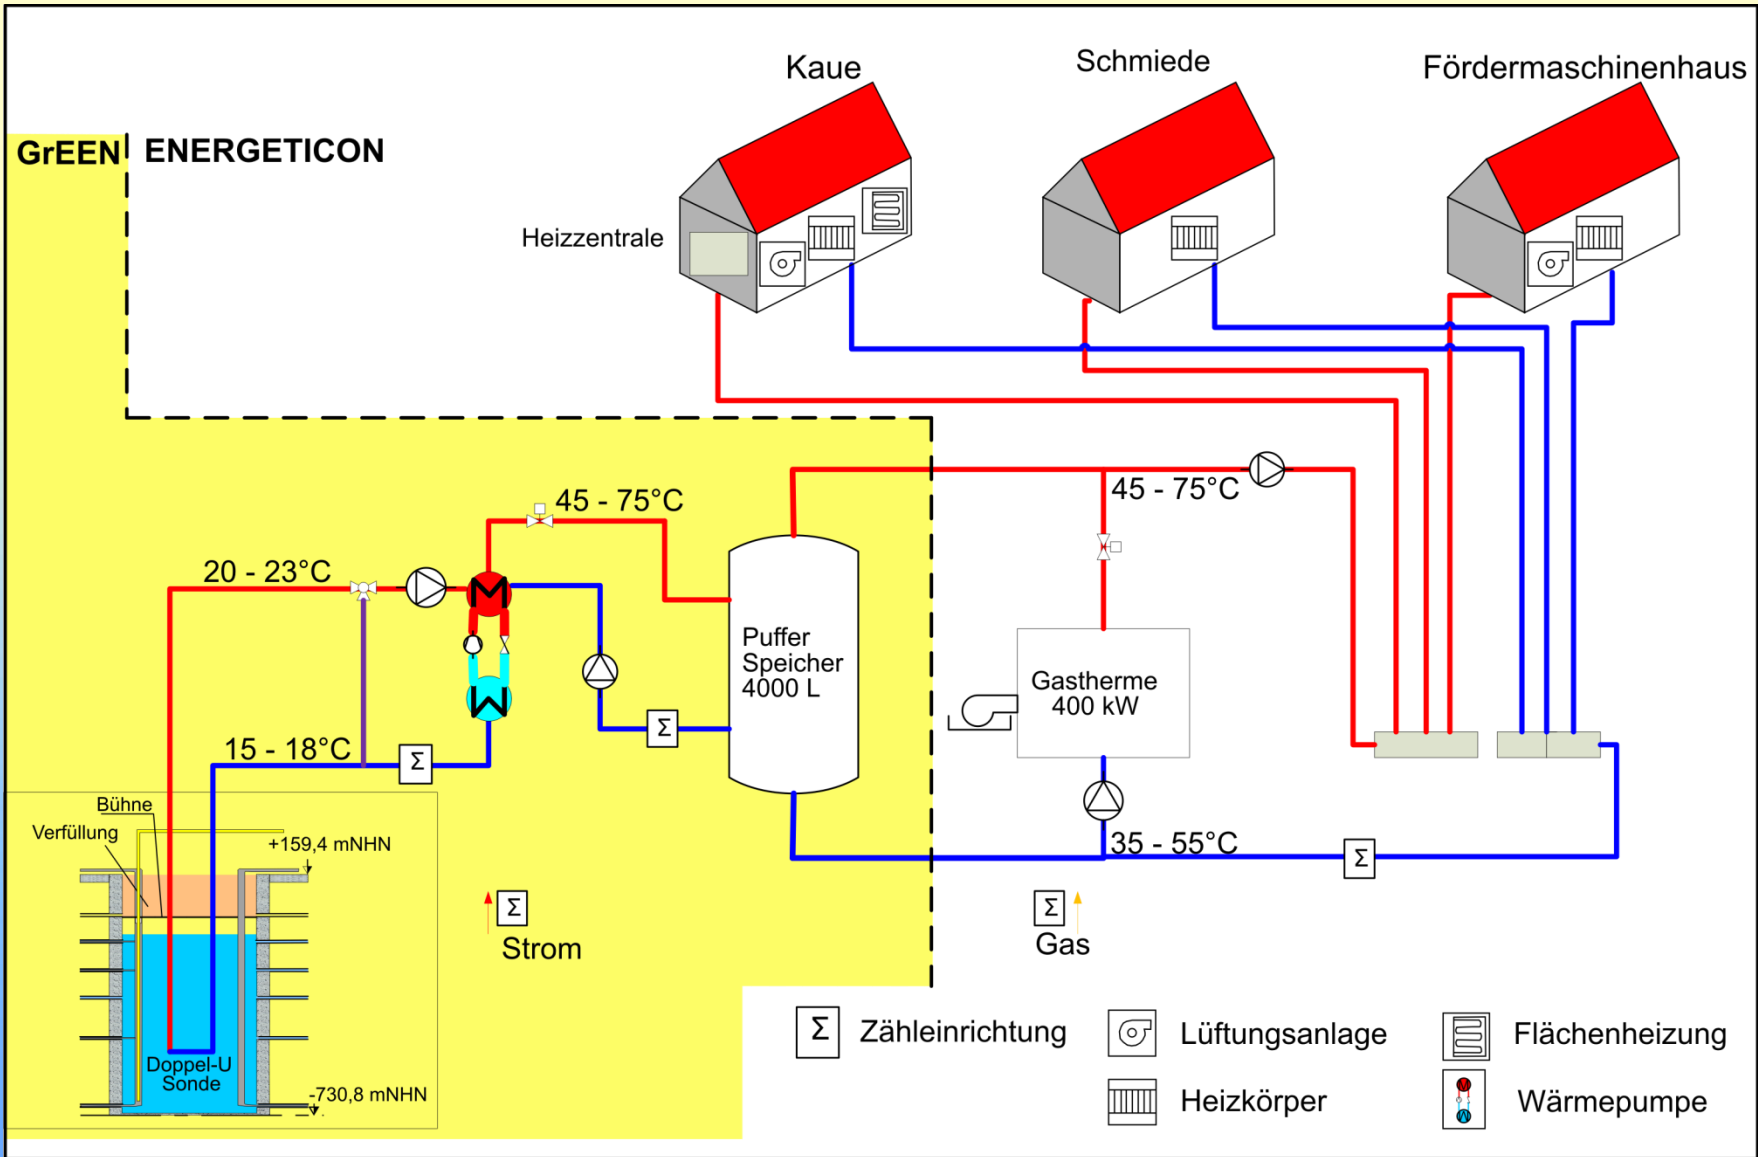 Kaue
Schmiede
Fördermaschinenhaus
GrEEN
ENERGETICON
Heizzentrale
45 - 75°C
45 - 75°C
20 - 23°C
Puffer
Speicher
4000 L
Gastherme
400 kW
15 - 18°C
Σ
Σ
Bühne
Verfüllung
+159,4 mNHN
35 - 55°C
Σ
Σ
Strom
Σ
Gas
Doppel-U
Sonde
-730,8 mNHN
Σ Zähleinrichtung
Lüftungsanlage
Flächenheizung
Heizkörper
Wärmepumpe